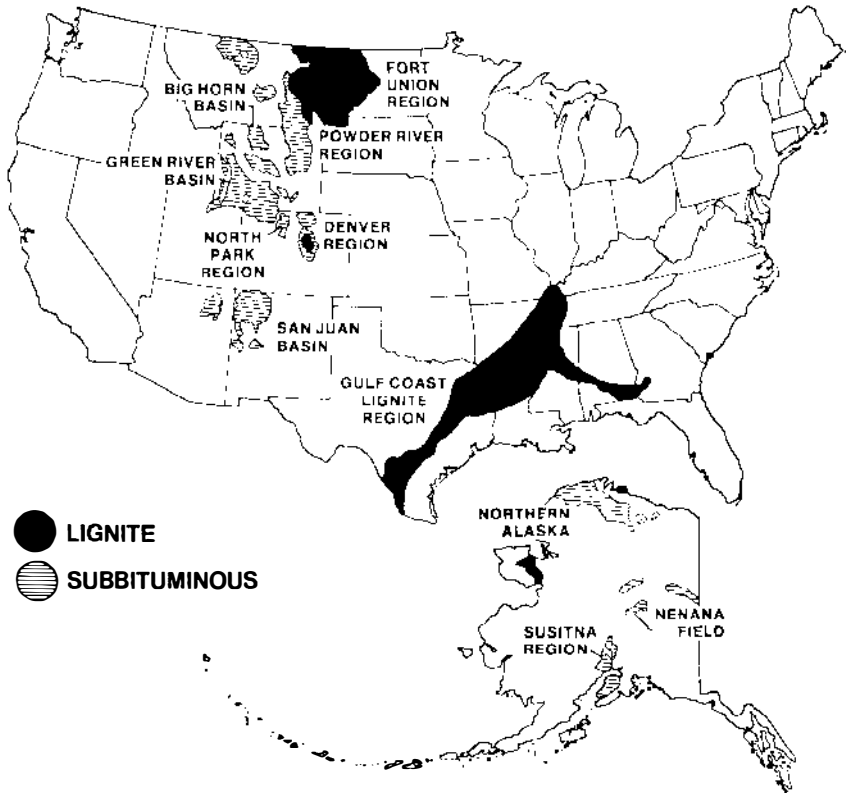 FORT
UNION
REGION
BIG HORN
BASIN
POWDER RIVER
REGION
GREEN RIVER
BASIN
DENVER
REGION
NORTH
PARK
REGION
SAN JUAN
BASIN
GULF COAST
LIGNITE
REGION
NORTHERN
ALASKA
LIGNITE
SUBBITUMINOUS
NENANA
FIELD
SUSITNA
REGION